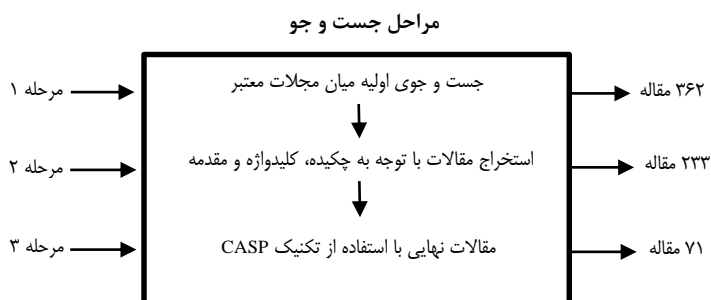 مراحل جست و جو
مرحله ۱
جست و جوی اولیه میان مجلات معتبر
۳۶۲ مقاله
مرحله ۲
استخراج مقالات با توجه به چکیده، کلیدواژه و مقدمه
۲۳۳ مقاله
مرحله ۳
مقالات نهایی با استفاده از تکنیک CASP
۷۱ مقاله